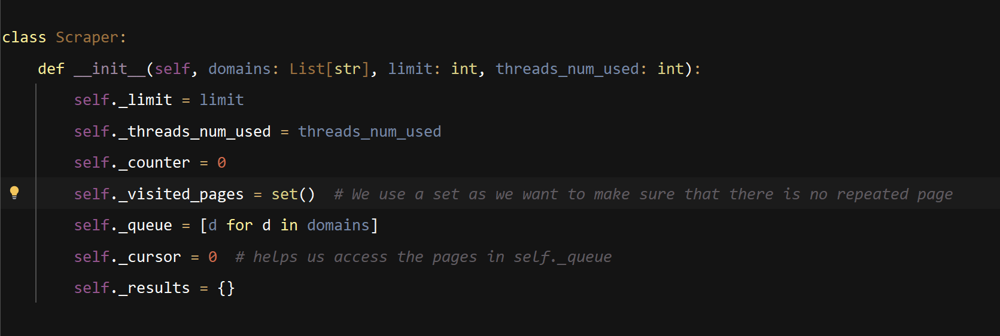 class Scraper:
    def __init__(self, domains: List[str], limit: int, threads_num_used: int):
        self._limit = limit
        self._threads_num_used = threads_num_used
        self._counter = 0
        self._visited_pages = set()  # We use a set as we want to make sure that there is no repeated page
        self._queue = [d for d in domains]
        self._cursor = 0  # helps us access the pages in self._queue
        self._results = {}